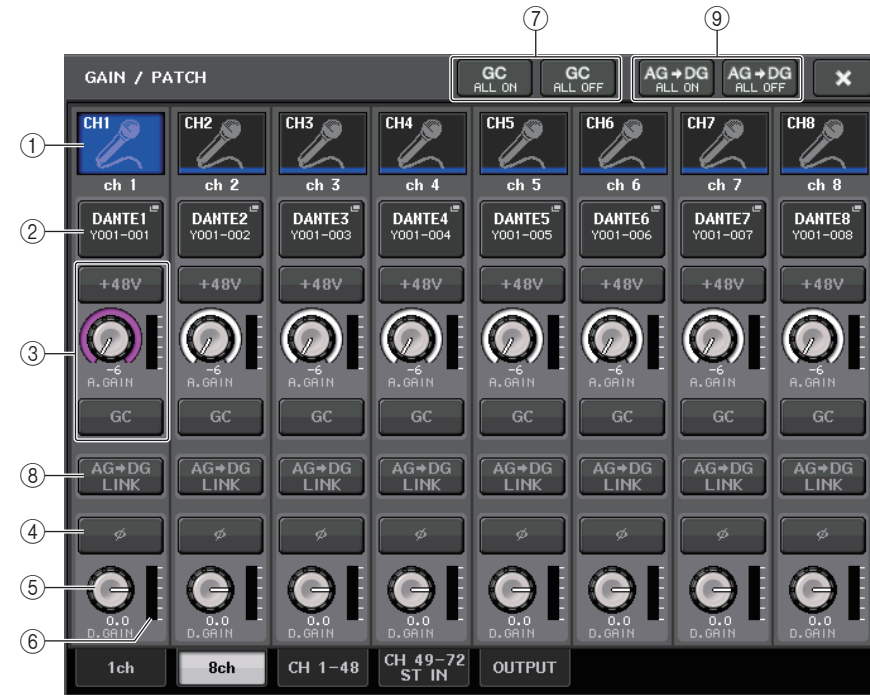 ⑦ ⑨
GAIN / PATCH GC ALL ON GC ALL OFF AG→DG ALL ON AG→DG ALL OFF ×
① CH1 CH2 CH3 CH4 CH5 CH6 CH7 CH8
ch 1 ch 2 ch 3 ch 4 ch 5 ch 6 ch 7 ch 8
② DANTE1 DANTE2 DANTE3 DANTE4 DANTE5 DANTE6 DANTE7 DANTE8
Y001-001 Y001-002 Y001-003 Y001-004 Y001-005 Y001-006 Y001-007 Y001-008
+48V +48V +48V +48V +48V +48V +48V +48V
③
-6 -6 -6 -6 -6 -6 -6 -6
A.GAIN A.GAIN A.GAIN A.GAIN A.GAIN A.GAIN A.GAIN A.GAIN
GC GC GC GC GC GC GC GC
⑧ AG→DG AG→DG AG→DG AG→DG AG→DG AG→DG AG→DG AG→DG
LINK LINK LINK LINK LINK LINK LINK LINK
④ ø ø ø ø ø ø ø ø
⑤
⑥ 0.0 0.0 0.0 0.0 0.0 0.0 0.0 0.0
D.GAIN D.GAIN D.GAIN D.GAIN D.GAIN D.GAIN D.GAIN D.GAIN
1ch 8ch CH 1-48 CH 49-72 ST IN OUTPUT